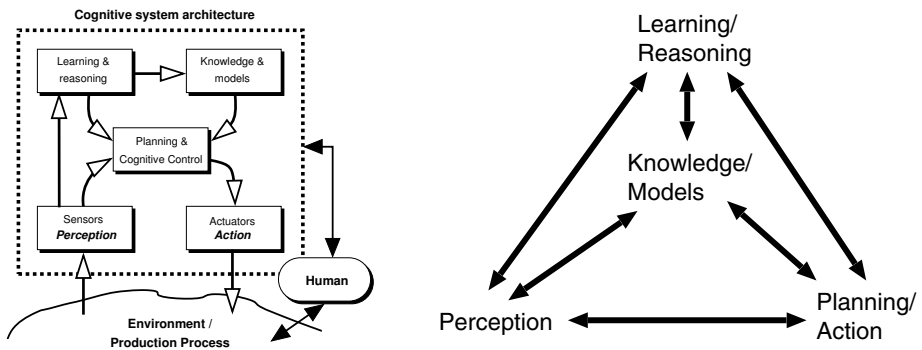 Cognitive system architecture
Learning &
reasoning
Knowledge &
models
Planning &
Cognitive Control
Sensors
Perception
Actuators
Action
Human
Environment /
Production Process
Learning/
Reasoning
Knowledge/
Models
Perception
Planning/
Action